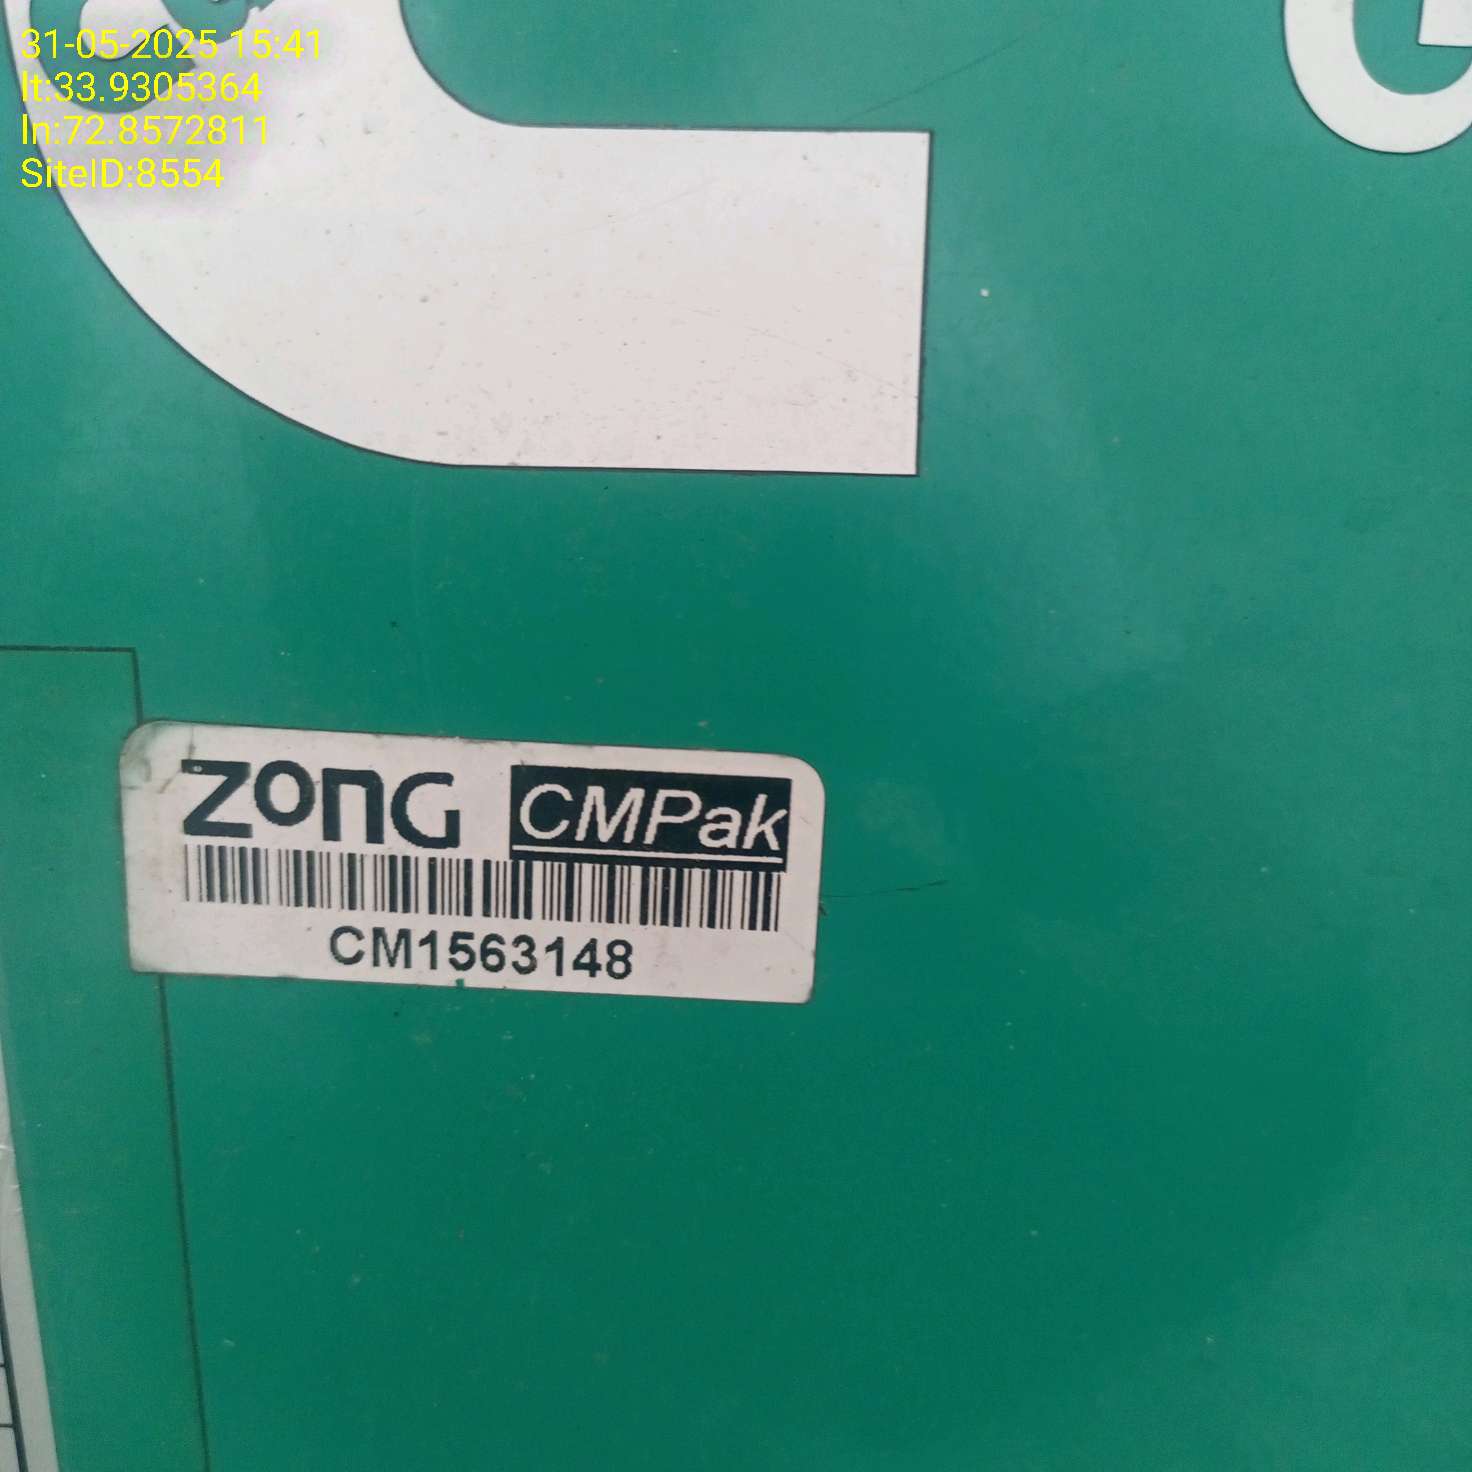 31-05-2025 15:41
lt:33.9305364
ln:72.8572811
SiteID:8554
ZONG CMPak
CM1563148